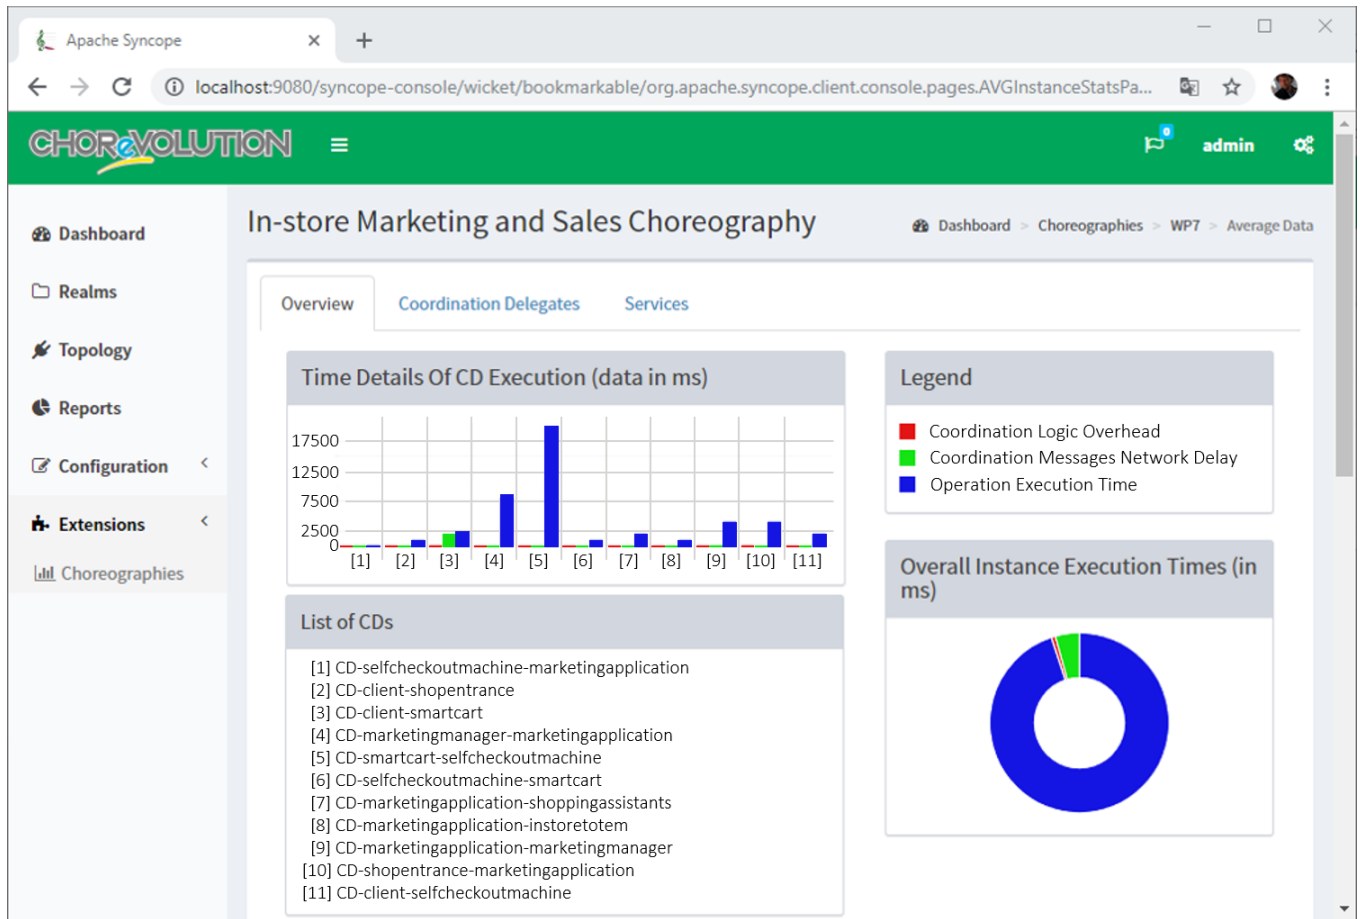 Apache Syncope
localhost:9080/syncope-console/wicket/bookmarkable/org.apache.syncope.client.console.pages.AVGInstanceStatsPa...
CHOReVOLUTION
0
admin
Dashboard
Realms
Topology
Reports
Configuration
Extensions
Choreographies
In-store Marketing and Sales Choreography
Dashboard > Choreographies > WP7 > Average Data
Overview Coordination Delegates Services
Time Details Of CD Execution (data in ms)
17500
12500
7500
2500
0
[1] [2] [3] [4] [5] [6] [7] [8] [9] [10] [11]
List of CDs
[1] CD-selfcheckoutmachine-marketingapplication
[2] CD-client-shopentrance
[3] CD-client-smartcart
[4] CD-marketingmanager-marketingapplication
[5] CD-smartcart-selfcheckoutmachine
[6] CD-selfcheckoutmachine-smartcart
[7] CD-marketingapplication-shoppingassistants
[8] CD-marketingapplication-instoretotem
[9] CD-marketingapplication-marketingmanager
[10] CD-shopentrance-marketingapplication
[11] CD-client-selfcheckoutmachine
Legend
Coordination Logic Overhead
Coordination Messages Network Delay
Operation Execution Time
Overall Instance Execution Times (in
ms)